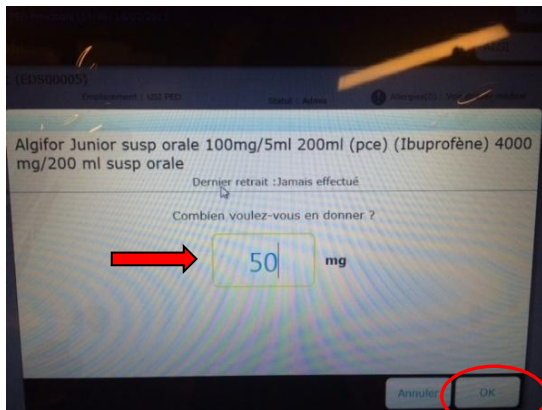 (EDS00005)
Algifor Junior susp orale 100mg/5ml 200ml (pce) (Ibuprofène) 4000
mg/200 ml susp orale
Dernier retrait :Jamais effectué
Combien voulez-vous en donner ?
50 mg
Annuler OK